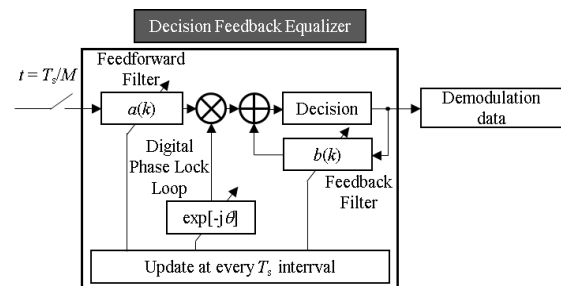 Decision Feedback Equalizer
t = Ts/M
Feedforward
Filter
a(k)
Decision
Demodulation
data
Digital
Phase Lock
Loop
b(k)
Feedback
Filter
exp[-jθ]
Update at every Ts interrval